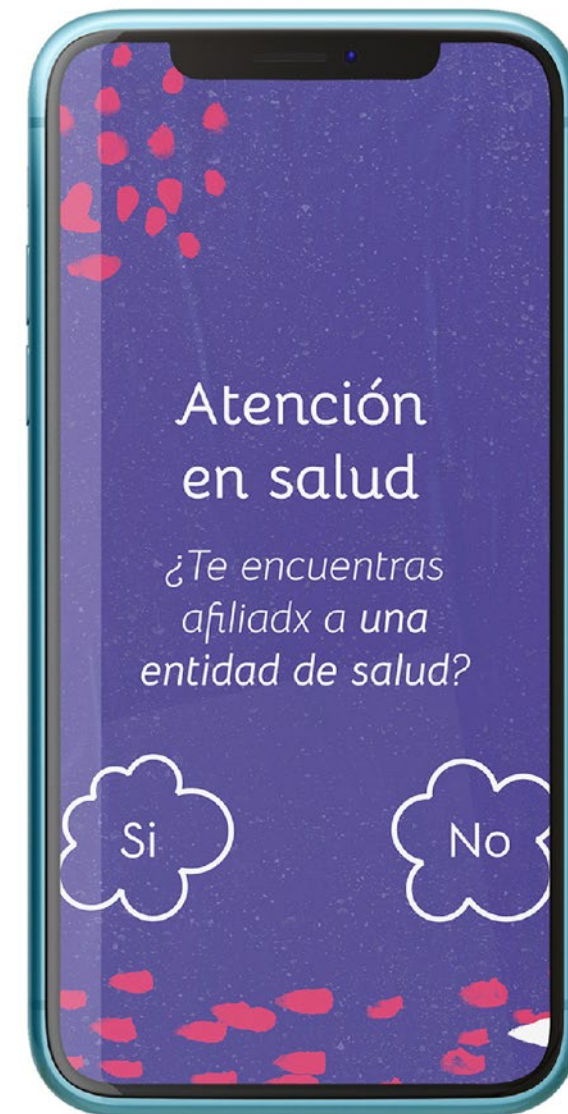 Atención
en salud
¿Te encuentras
afiliadx a una
entidad de salud?
Si
No